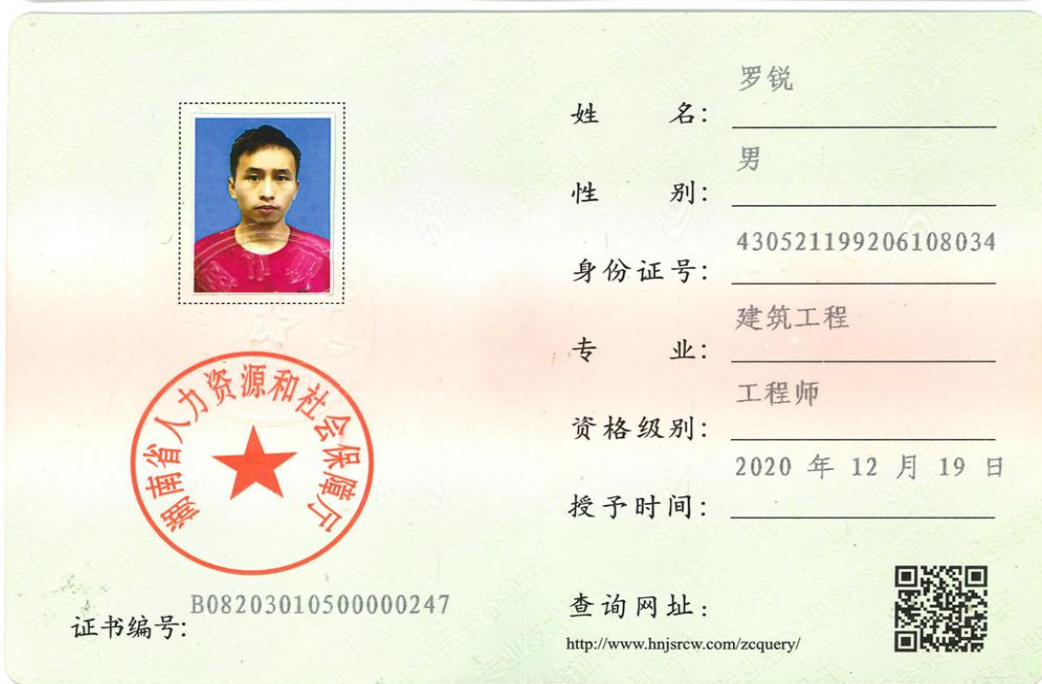 姓名：罗锐
性别：男
身份证号：430521199206108034
专业：建筑工程
资格级别：工程师
授予时间：2020 年 12 月 19 日
湖南省人力资源和社会保障厅
证书编号：B08203010500000247
查询网址：
http://www.hnjsrcw.com/zcquery/